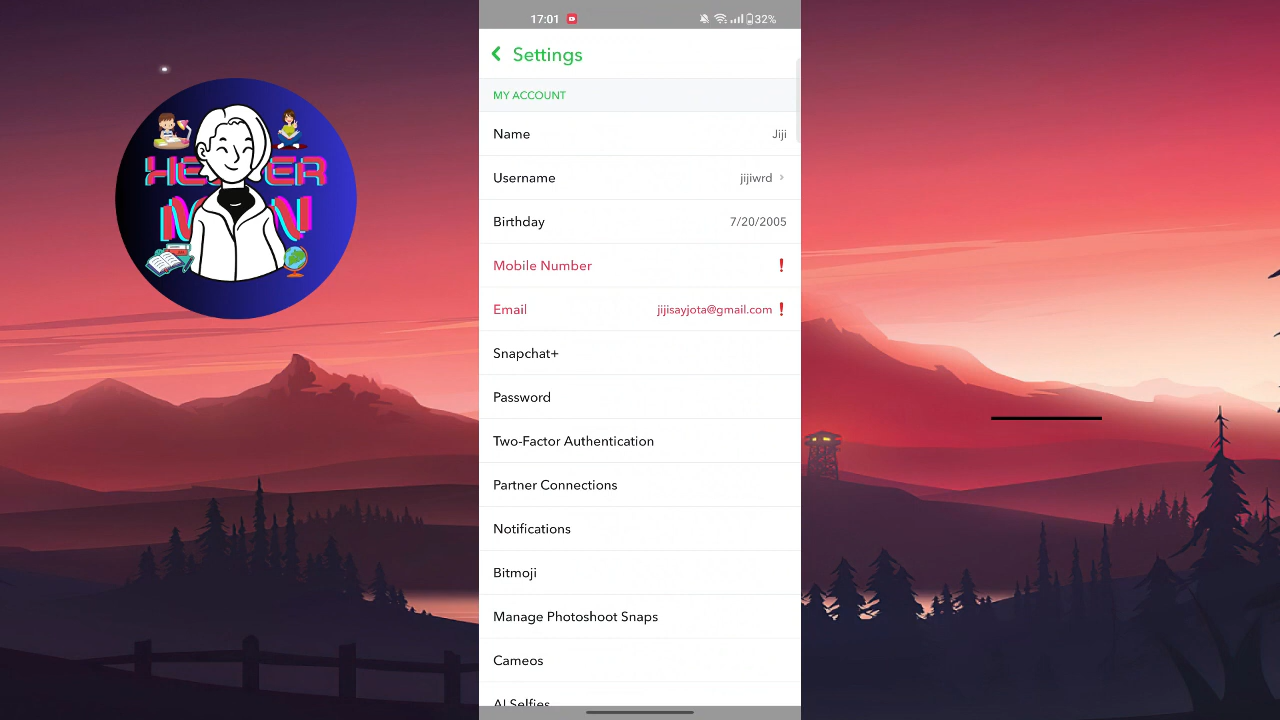 17:01
32%
Settings
MY ACCOUNT
Name Jiji
Username jijiwrd
Birthday 7/20/2005
Mobile Number
Email jijisayjota@gmail.com
Snapchat+
Password
Two-Factor Authentication
Partner Connections
Notifications
Bitmoji
Manage Photoshoot Snaps
Cameos
AI Selfies